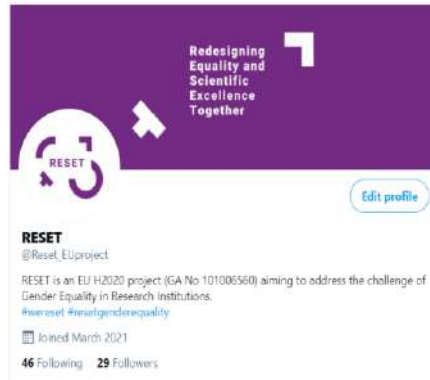 Redesigning
Equality and
Scientific
Excellence
Together
RESET
Edit profile
RESET
@Reset_EUproject
RESET is an EU H2020 project (GA No 101006560) aiming to address the challenge of
Gender Equality in Research Institutions.
#wereset #resetgenderequality
Joined March 2021
46 Following 29 Followers